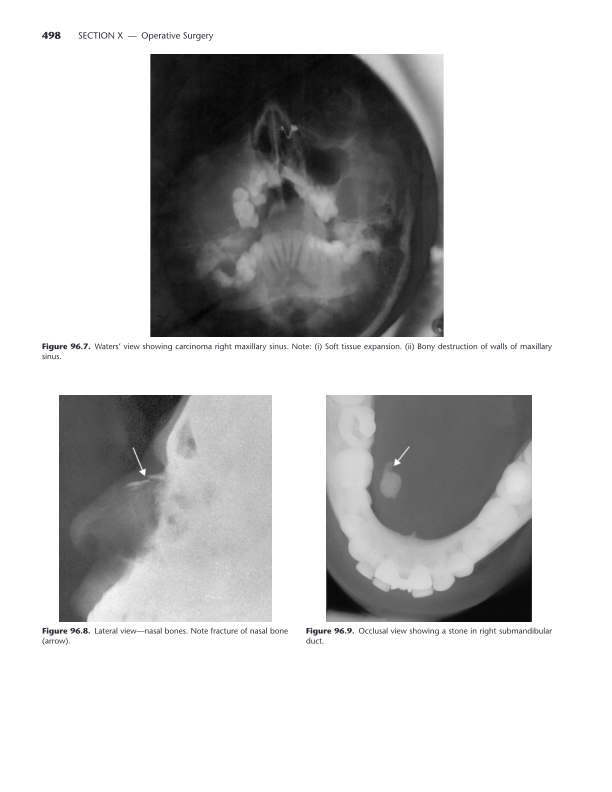 498 SECTION X — Operative Surgery
Figure 96.7. Waters’ view showing carcinoma right maxillary sinus. Note: (i) Soft tissue expansion. (ii) Bony destruction of walls of maxillary
sinus.
Figure 96.8. Lateral view—nasal bones. Note fracture of nasal bone
(arrow).
Figure 96.9. Occlusal view showing a stone in right submandibular
duct.